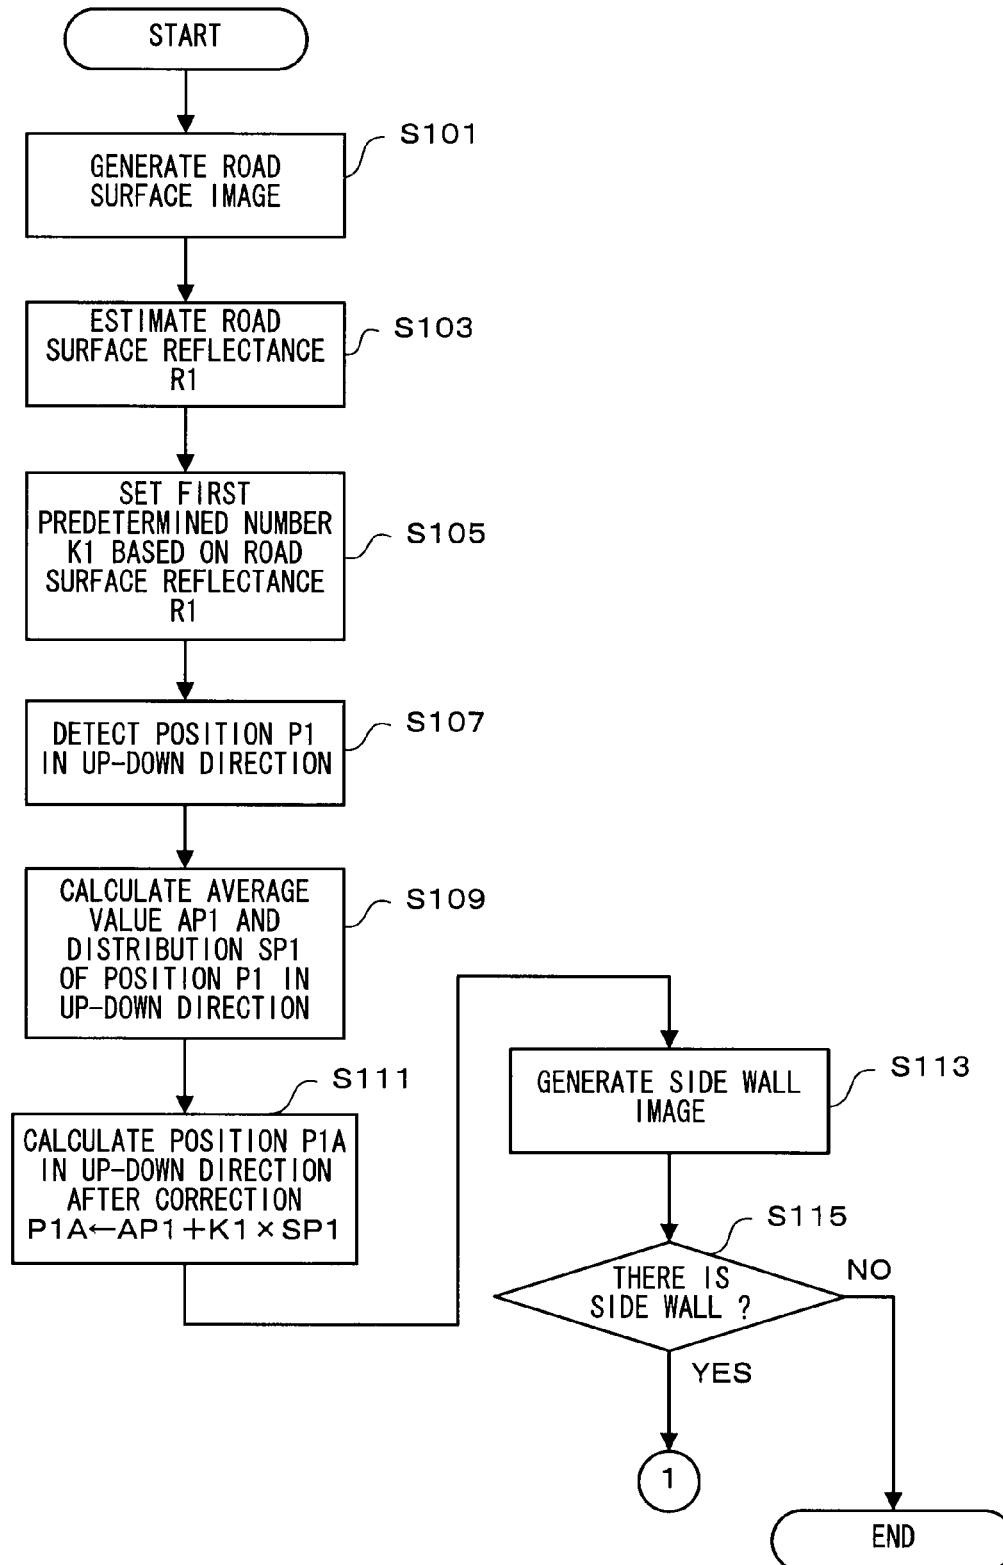 START
S101
GENERATE ROAD
SURFACE IMAGE
S103
ESTIMATE ROAD
SURFACE REFLECTANCE
R1
S105
SET FIRST
PREDETERMINED NUMBER
K1 BASED ON ROAD
SURFACE REFLECTANCE
R1
S107
DETECT POSITION P1
IN UP-DOWN DIRECTION
S109
CALCULATE AVERAGE
VALUE AP1 AND
DISTRIBUTION SP1
OF POSITION P1 IN
UP-DOWN DIRECTION
S111
CALCULATE POSITION P1A
IN UP-DOWN DIRECTION
AFTER CORRECTION
P1A←AP1+K1×SP1
S113
GENERATE SIDE WALL
IMAGE
S115
THERE IS
SIDE WALL ?
NO
YES
1
END